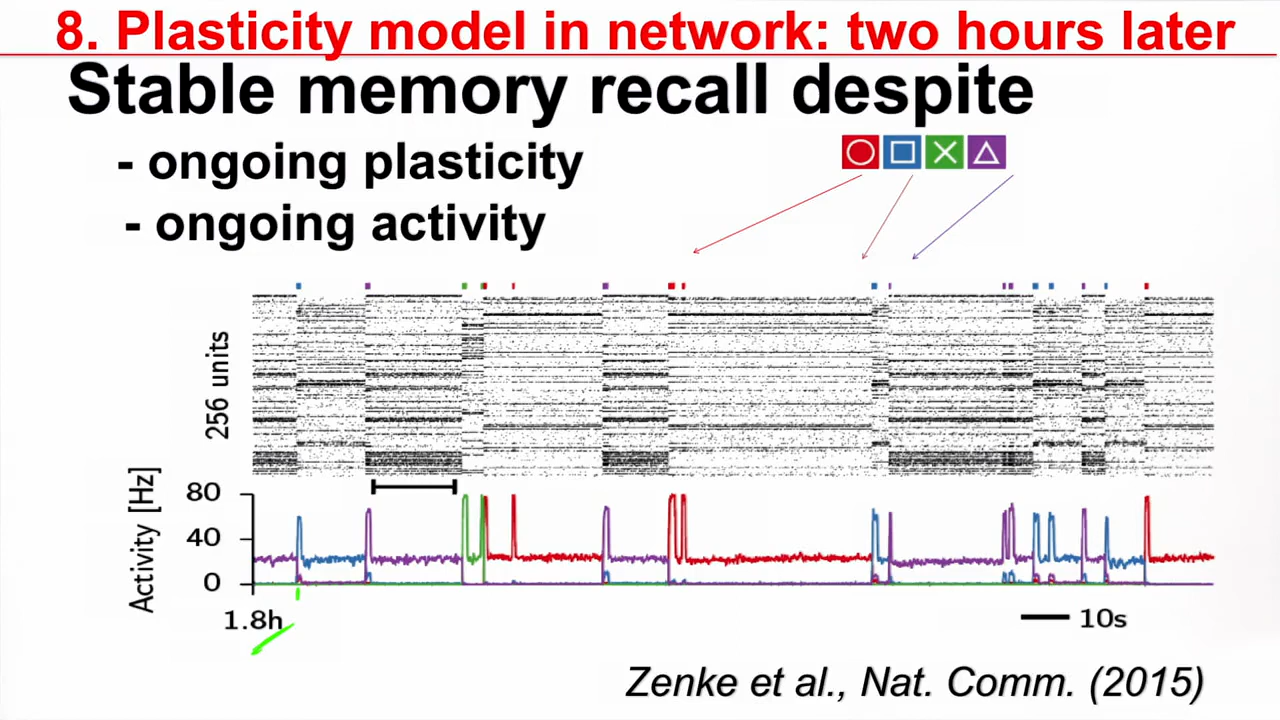 8. Plasticity model in network: two hours later
Stable memory recall despite
- ongoing plasticity
- ongoing activity
256 units
Activity [Hz]
80
40
0
1.8h
10s
Zenke et al., Nat. Comm. (2015)